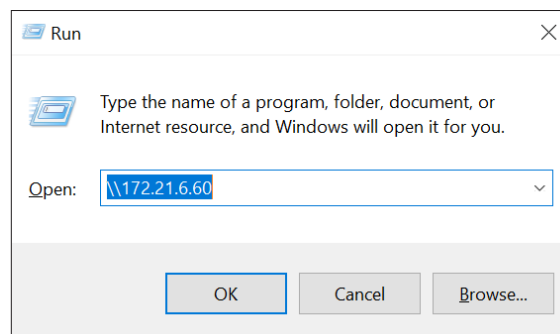 Run
Type the name of a program, folder, document, or
Internet resource, and Windows will open it for you.
Open: \\172.21.6.60
OK Cancel Browse...